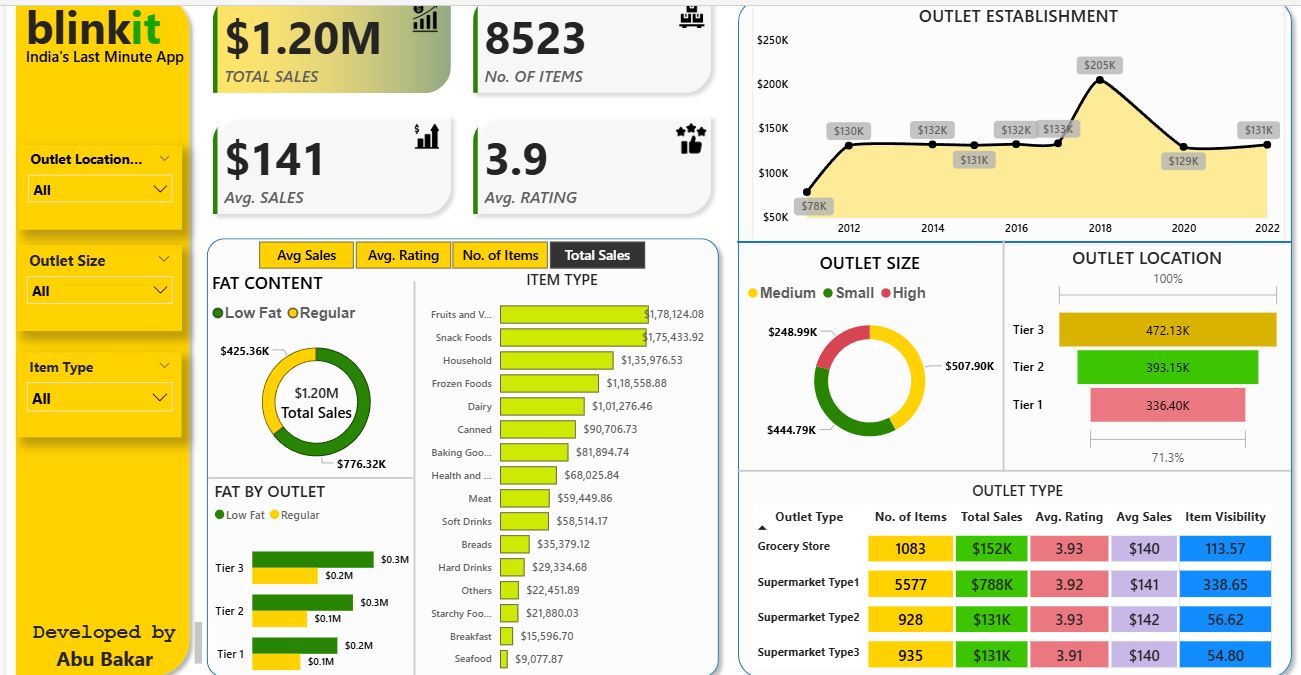 blinkit
India's Last Minute App
Outlet Location...
All
Outlet Size
All
Item Type
All
Developed by
Abu Bakar
$1.20M
TOTAL SALES
8523
No. OF ITEMS
$141
Avg. SALES
3.9
Avg. RATING
Avg Sales
Avg. Rating
No. of Items
Total Sales
FAT CONTENT
Low Fat Regular
$425.36K
$1.20M
Total Sales
$776.32K
FAT BY OUTLET
Low Fat Regular
Tier 3 $0.3M
$0.2M
Tier 2 $0.3M
$0.1M
Tier 1 $0.2M
$0.1M
ITEM TYPE
Fruits and V... $1,78,124.08
Snack Foods $1,75,433.92
Household $1,35,976.53
Frozen Foods $1,18,558.88
Dairy $1,01,276.46
Canned $90,706.73
Baking Goo... $81,894.74
Health and ... $68,025.84
Meat $59,449.86
Soft Drinks $58,514.17
Breads $35,379.12
Hard Drinks $29,334.68
Others $22,451.89
Starchy Foo... $21,880.03
Breakfast $15,596.70
Seafood $9,077.87
OUTLET ESTABLISHMENT
$250K
$200K
$150K
$100K
$50K
$78K
$130K
$132K
$131K
$132K
$133K
$205K
$129K
$131K
2012 2014 2016 2018 2020 2022
OUTLET SIZE
Medium Small High
$248.99K
$507.90K
$444.79K
OUTLET LOCATION
100%
Tier 3 472.13K
Tier 2 393.15K
Tier 1 336.40K
71.3%
OUTLET TYPE
Outlet Type No. of Items Total Sales Avg. Rating Avg Sales Item Visibility
Grocery Store 1083 $152K 3.93 $140 113.57
Supermarket Type1 5577 $788K 3.92 $141 338.65
Supermarket Type2 928 $131K 3.93 $142 56.62
Supermarket Type3 935 $131K 3.91 $140 54.80